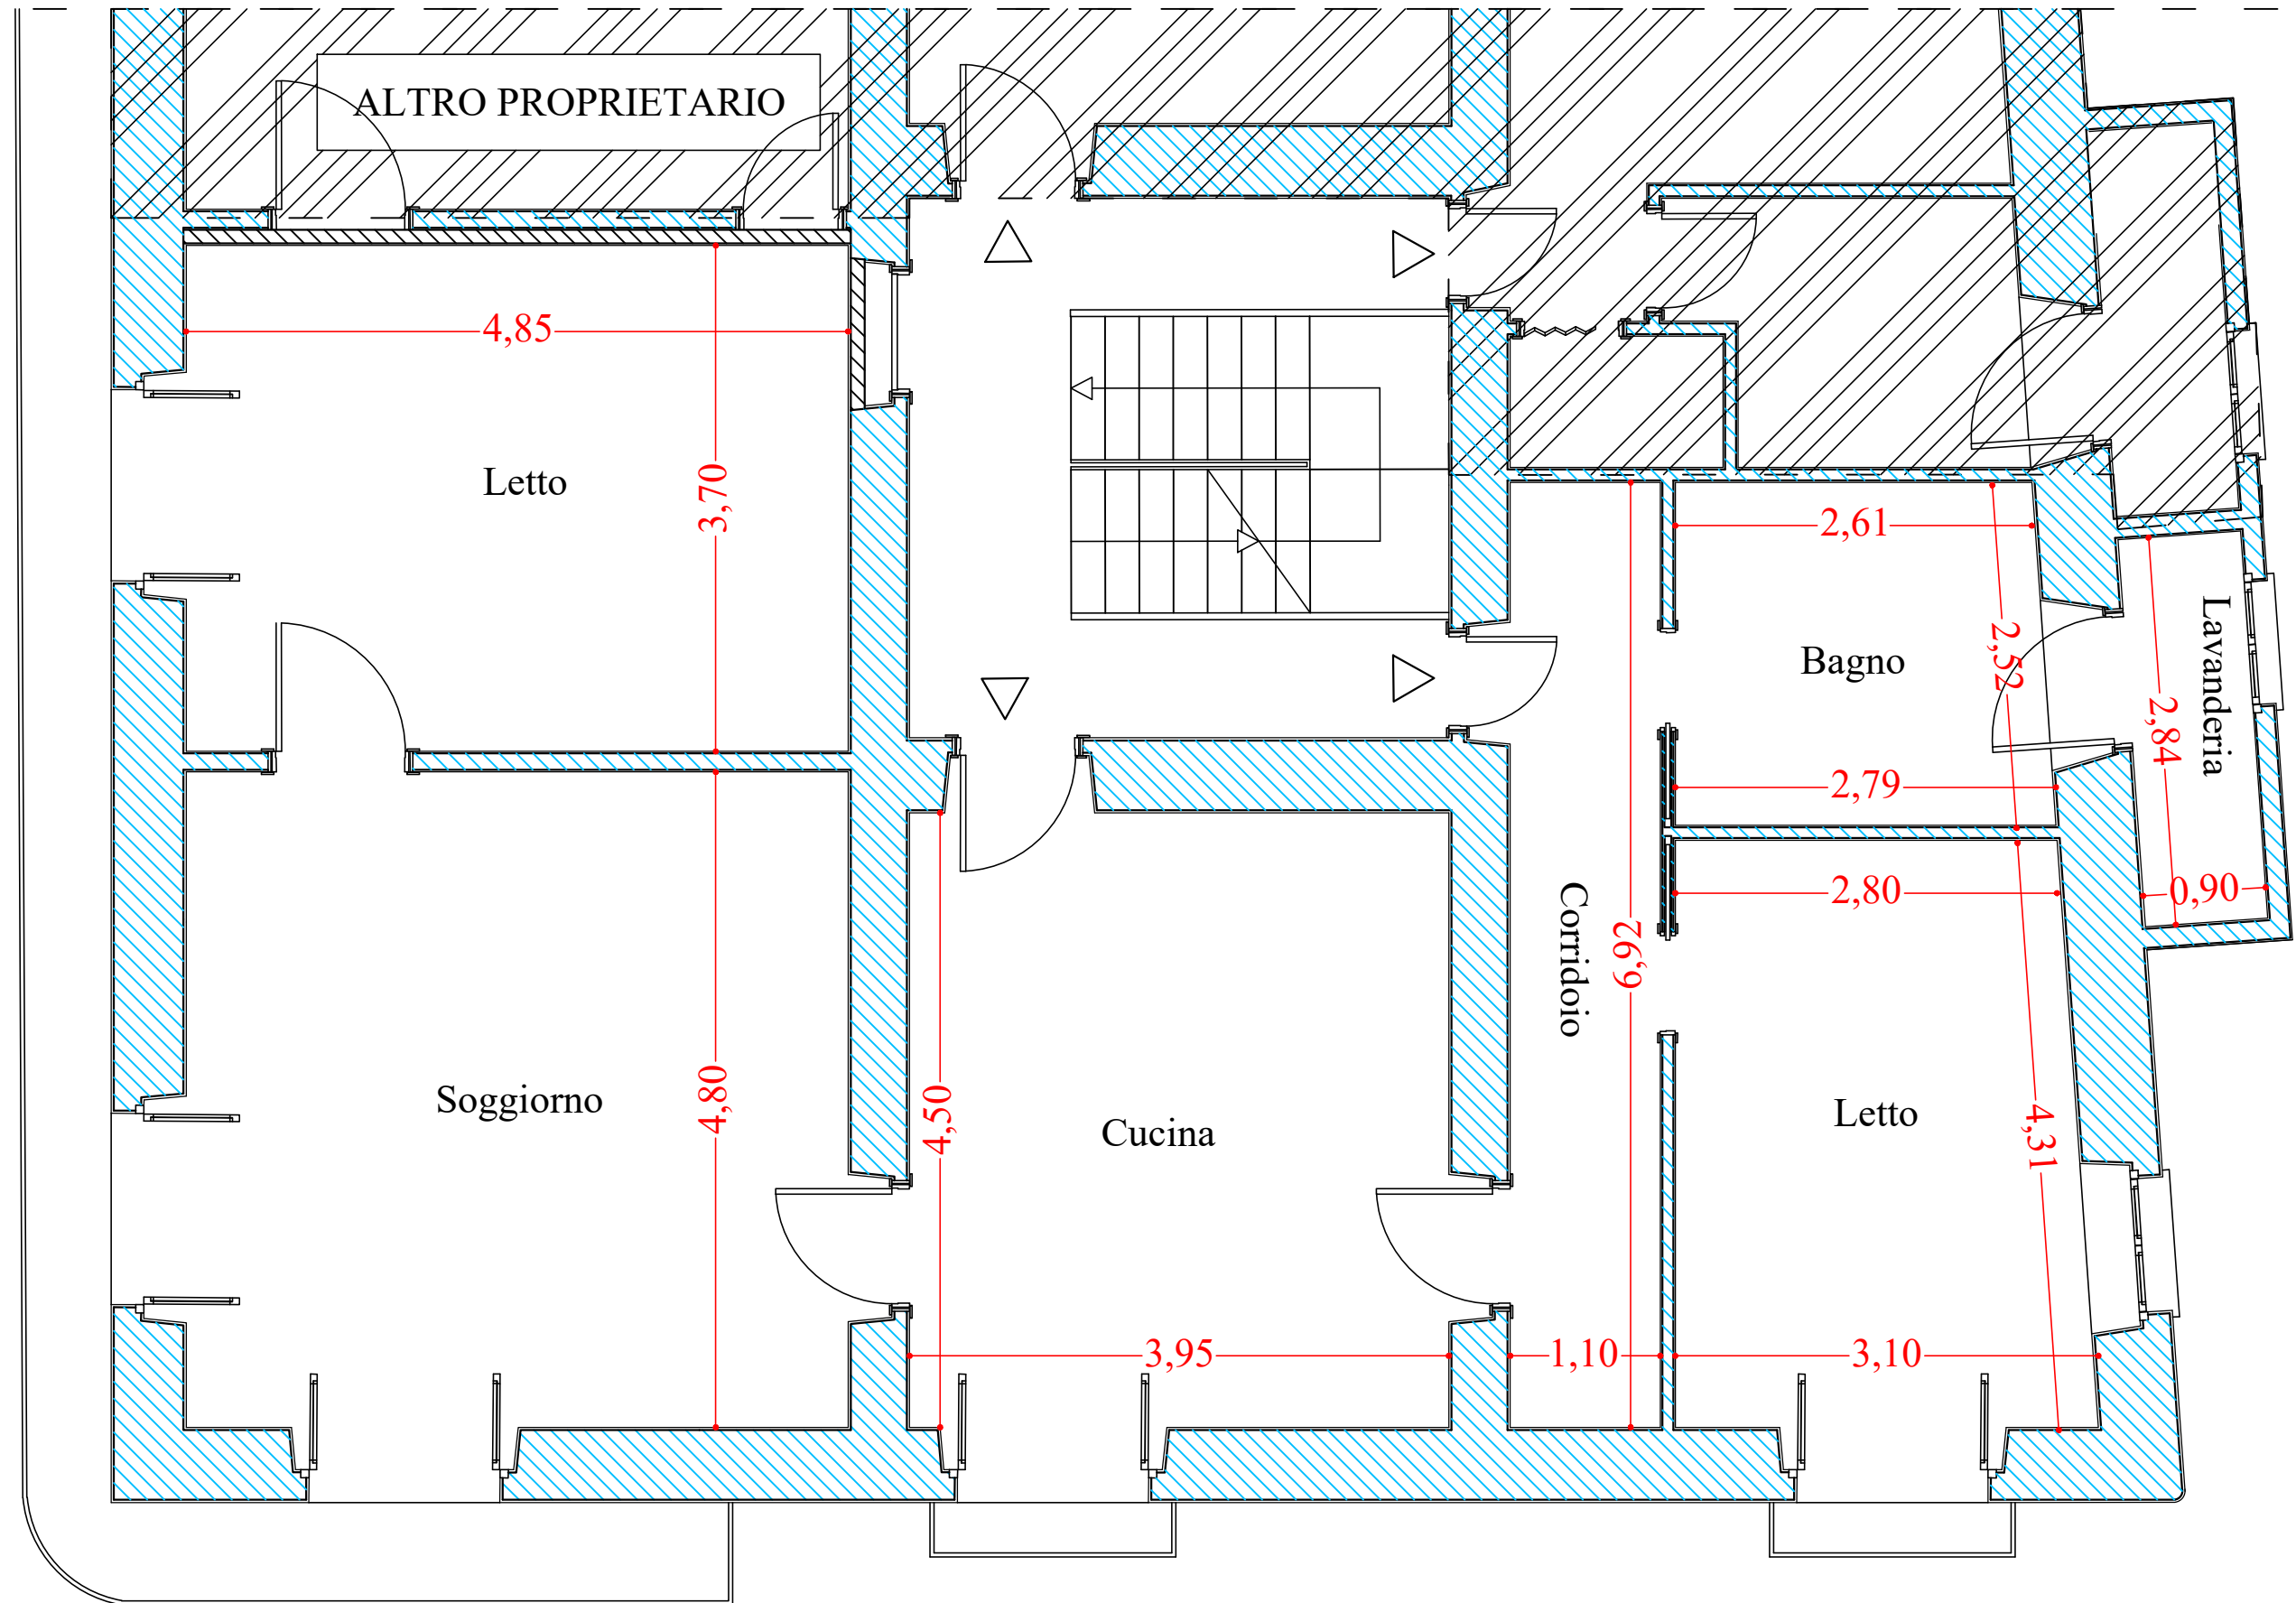 ALTRO PROPRIETARIO
4,85
Letto
3,70
2,61
2,52
Bagno
Lavanderia
2,84
2,79
2,80
0,90
Corridoio
6,92
Soggiorno
4,80
4,50
Cucina
Letto
4,31
3,95
1,10
3,10